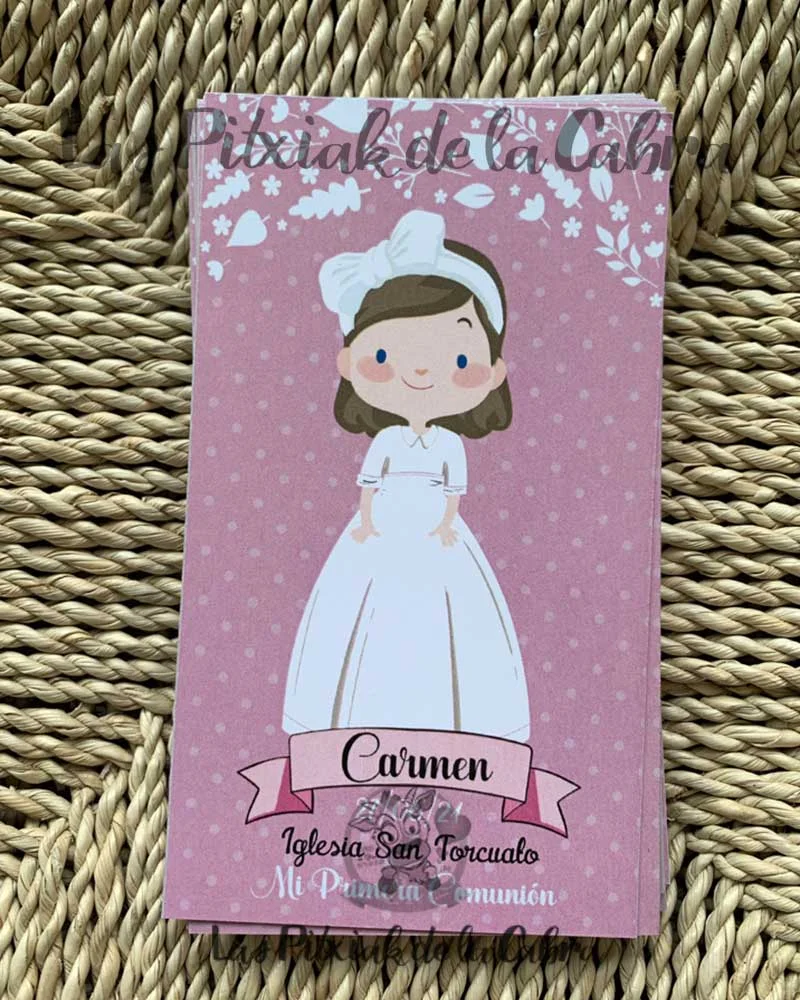 Las Pitxiak de la Cabra
Carmen
Iglesia San Torcuato
Mi Primera Comunión
Las Pitxiak de la Cabra